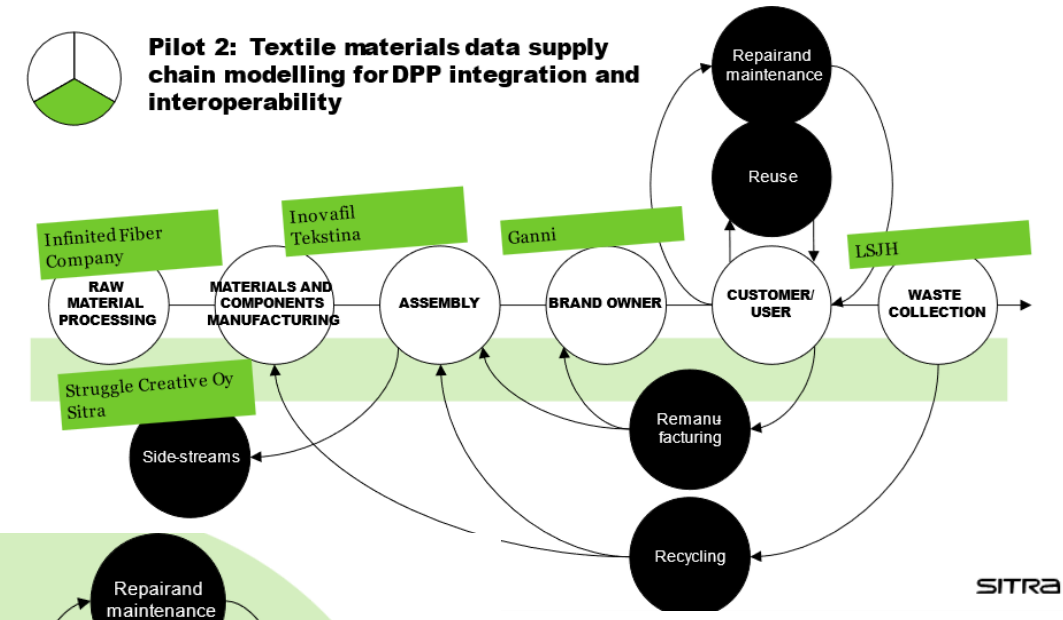 Pilot 2: Textile materials data supply
chain modelling for DPP integration and
interoperability
Repairand
maintenance
Reuse
Infinited Fiber
Company
Inovafil
Tekstina
Ganni
LSJH
RAW
MATERIAL
PROCESSING
MATERIALS AND
COMPONENTS
MANUFACTURING
ASSEMBLY
BRAND OWNER
CUSTOMER/
USER
WASTE
COLLECTION
Struggle Creative Oy
Sitra
Side-streams
Remanu-
facturing
Recycling
Repairand
maintenance
SITRA